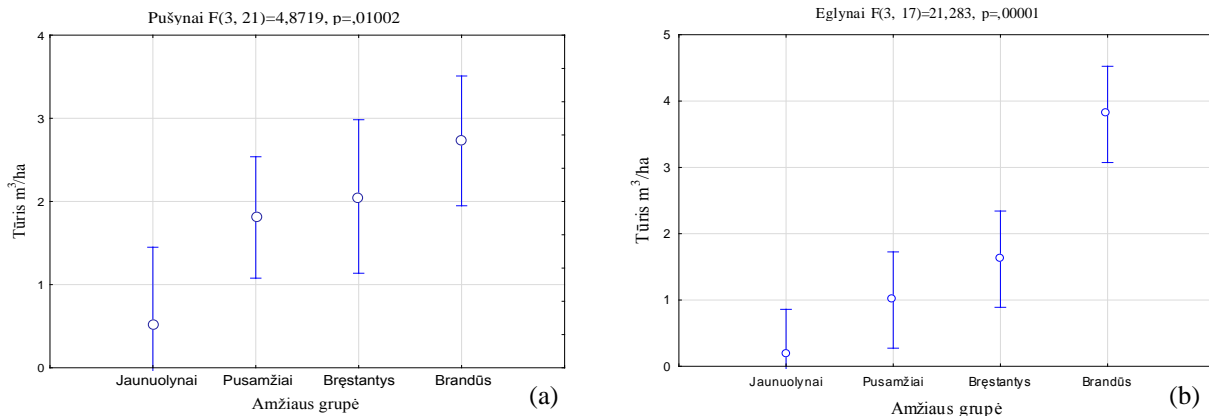 Pušynai F(3, 21)=4,8719, p=,01002
4
3
2
1
0
Tūris m³/ha
Jaunuolynai Pusamžiai Bręstantys Brandūs
Amžiaus grupė
(a)
Eglynai F(3, 17)=21,283, p=,00001
5
4
3
2
1
0
Tūris m³/ha
Jaunuolynai Pusamžiai Bręstantys Brandūs
Amžiaus grupė
(b)